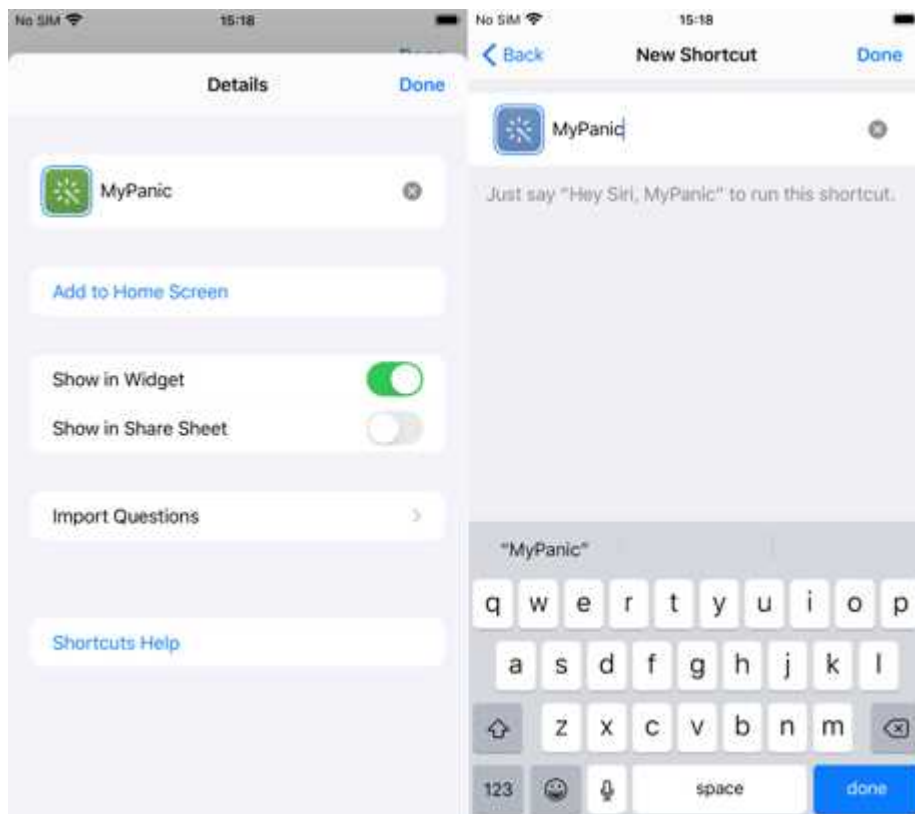 No SIM
15:18
Details
Done
MyPanic
Add to Home Screen
Show in Widget
Show in Share Sheet
Import Questions
Shortcuts Help
No SIM
15:18
Back
New Shortcut
Done
MyPanic
Just say "Hey Siri, MyPanic" to run this shortcut.
"MyPanic"
q w e r t y u i o p
a s d f g h j k l
z x c v b n m
123
space
done